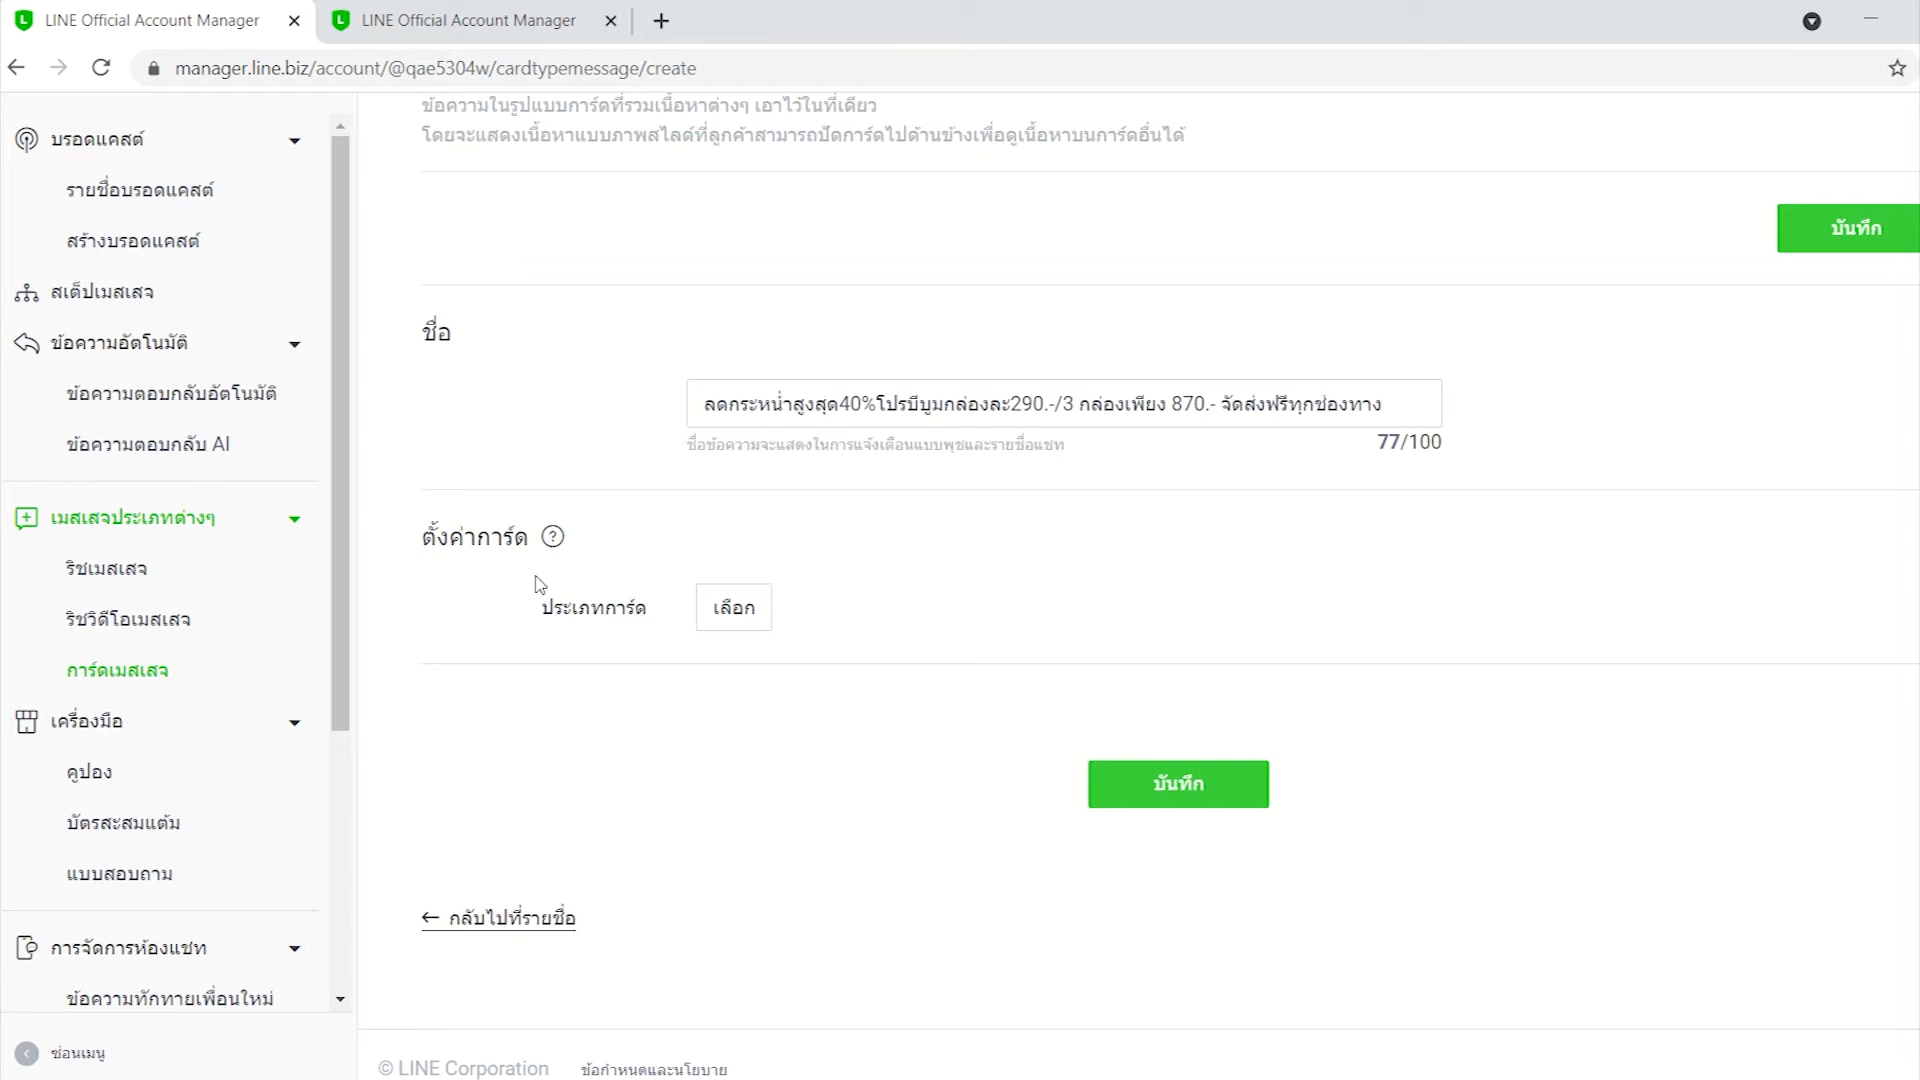 LINE Official Account Manager
LINE Official Account Manager
manager.line.biz/account/@qae5304w/cardtypemessage/create
บรอดแคสต์
รายชื่อบรอดแคสต์
สร้างบรอดแคสต์
สเต็ปเมสเสจ
ข้อความอัตโนมัติ
ข้อความตอบกลับอัตโนมัติ
ข้อความตอบกลับ AI
เมสเสจประเภทต่างๆ
ริชเมสเสจ
ริชวิดีโอเมสเสจ
การ์ดเมสเสจ
เครื่องมือ
คูปอง
บัตรสะสมแต้ม
แบบสอบถาม
การจัดการห้องแชท
ข้อความทักทายเพื่อนใหม่
ซ่อนเมนู
ข้อความในรูปแบบการ์ดที่รวมเนื้อหาต่างๆ เอาไว้ในที่เดียว
โดยจะแสดงเนื้อหาแบบภาพสไลด์ที่ลูกค้าสามารถปัดการ์ดไปด้านข้างเพื่อดูเนื้อหาบนการ์ดอื่นได้
บันทึก
ชื่อ
ลดกระหน่ำสูงสุด40%โปรบีบูมกล่องละ290.-/3 กล่องเพียง 870.- จัดส่งฟรีทุกช่องทาง
ชื่อข้อความจะแสดงในการแจ้งเตือนแบบพุชและรายชื่อแชท
77/100
ตั้งค่าการ์ด ?
ประเภทการ์ด
เลือก
บันทึก
← กลับไปที่รายชื่อ
© LINE Corporation
ข้อกำหนดและนโยบาย